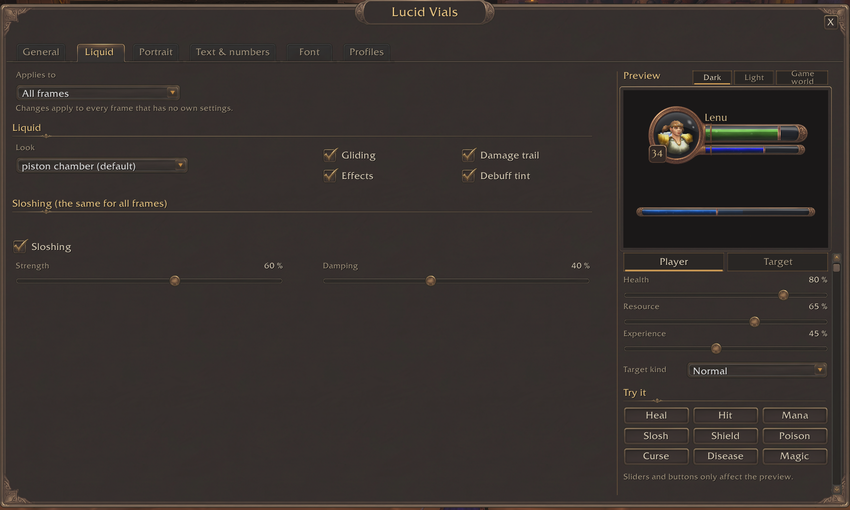 Lucid Vials
X
General Liquid Portrait Text & numbers Font Profiles
Applies to
All frames
Changes apply to every frame that has no own settings.
Liquid
Look
piston chamber (default)
Gliding
Damage trail
Effects
Debuff tint
Sloshing (the same for all frames)
Sloshing
Strength 60 %
Damping 40 %
Preview
Dark Light Game world
Lenu
34
Player Target
Health 80 %
Resource 65 %
Experience 45 %
Target kind Normal
Try it
Heal Hit Mana
Slosh Shield Poison
Curse Disease Magic
Sliders and buttons only affect the preview.